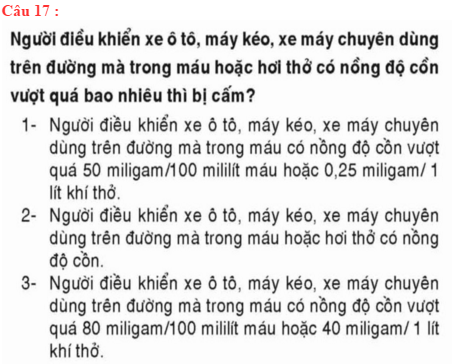 Câu 17 :
Người điều khiển xe ô tô, máy kéo, xe máy chuyên dùng
trên đường mà trong máu hoặc hơi thở có nồng độ cồn
vượt quá bao nhiêu thì bị cấm?
1- Người điều khiển xe ô tô, máy kéo, xe máy chuyên
dùng trên đường mà trong máu có nồng độ cồn vượt
quá 50 miligam/100 mililít máu hoặc 0,25 miligam/ 1
lít khí thở.
2- Người điều khiển xe ô tô, máy kéo, xe máy chuyên
dùng trên đường mà trong máu hoặc hơi thở có nồng
độ cồn.
3- Người điều khiển xe ô tô, máy kéo, xe máy chuyên
dùng trên đường mà trong máu có nồng độ cồn vượt
quá 80 miligam/100 mililít máu hoặc 40 miligam/ 1 lít
khí thở.